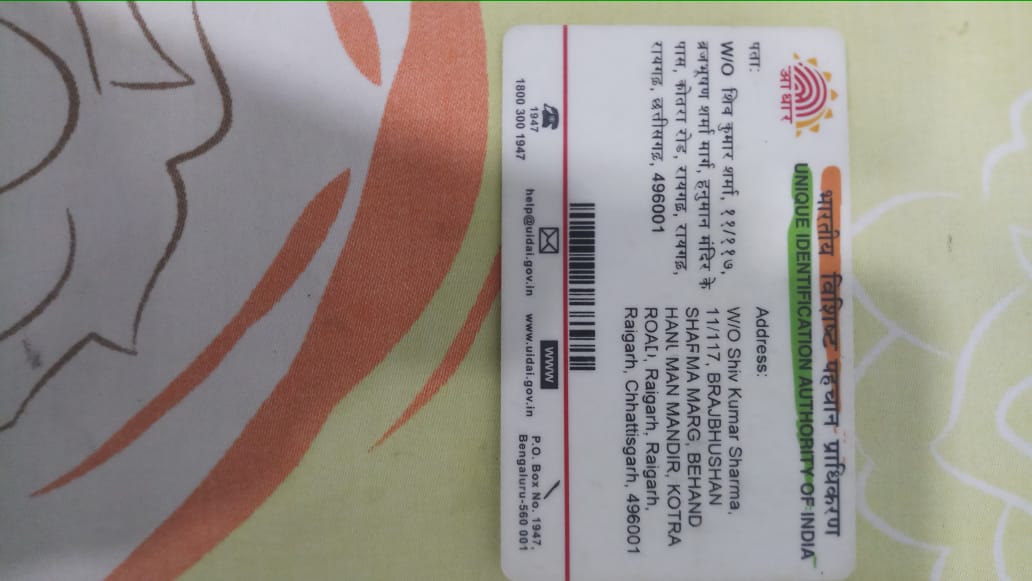 आधार
भारतीय विशिष्ट पहचान प्राधिकरण
UNIQUE IDENTIFICATION AUTHORITY OF INDIA
पता:
W/O शिव कुमार शर्मा, ११/११७,
ब्रजभूषण शर्मा मार्ग, हनुमान मंदिर के
पास, कोतरा रोड, रायगढ़, रायगढ़,
रायगढ़, छत्तीसगढ़, 496001
Address:
W/O Shiv Kumar Sharma,
11/117, BRAJBHUSHAN
SHARMA MARG, BEHAND
HANUMAN MANDIR, KOTRA
ROAD, Raigarh, Raigarh,
Raigarh, Chhattisgarh, 496001
1947
1800 300 1947
help@uidai.gov.in
WWW
www.uidai.gov.in
P.O. Box No. 1947,
Bengaluru-560 001